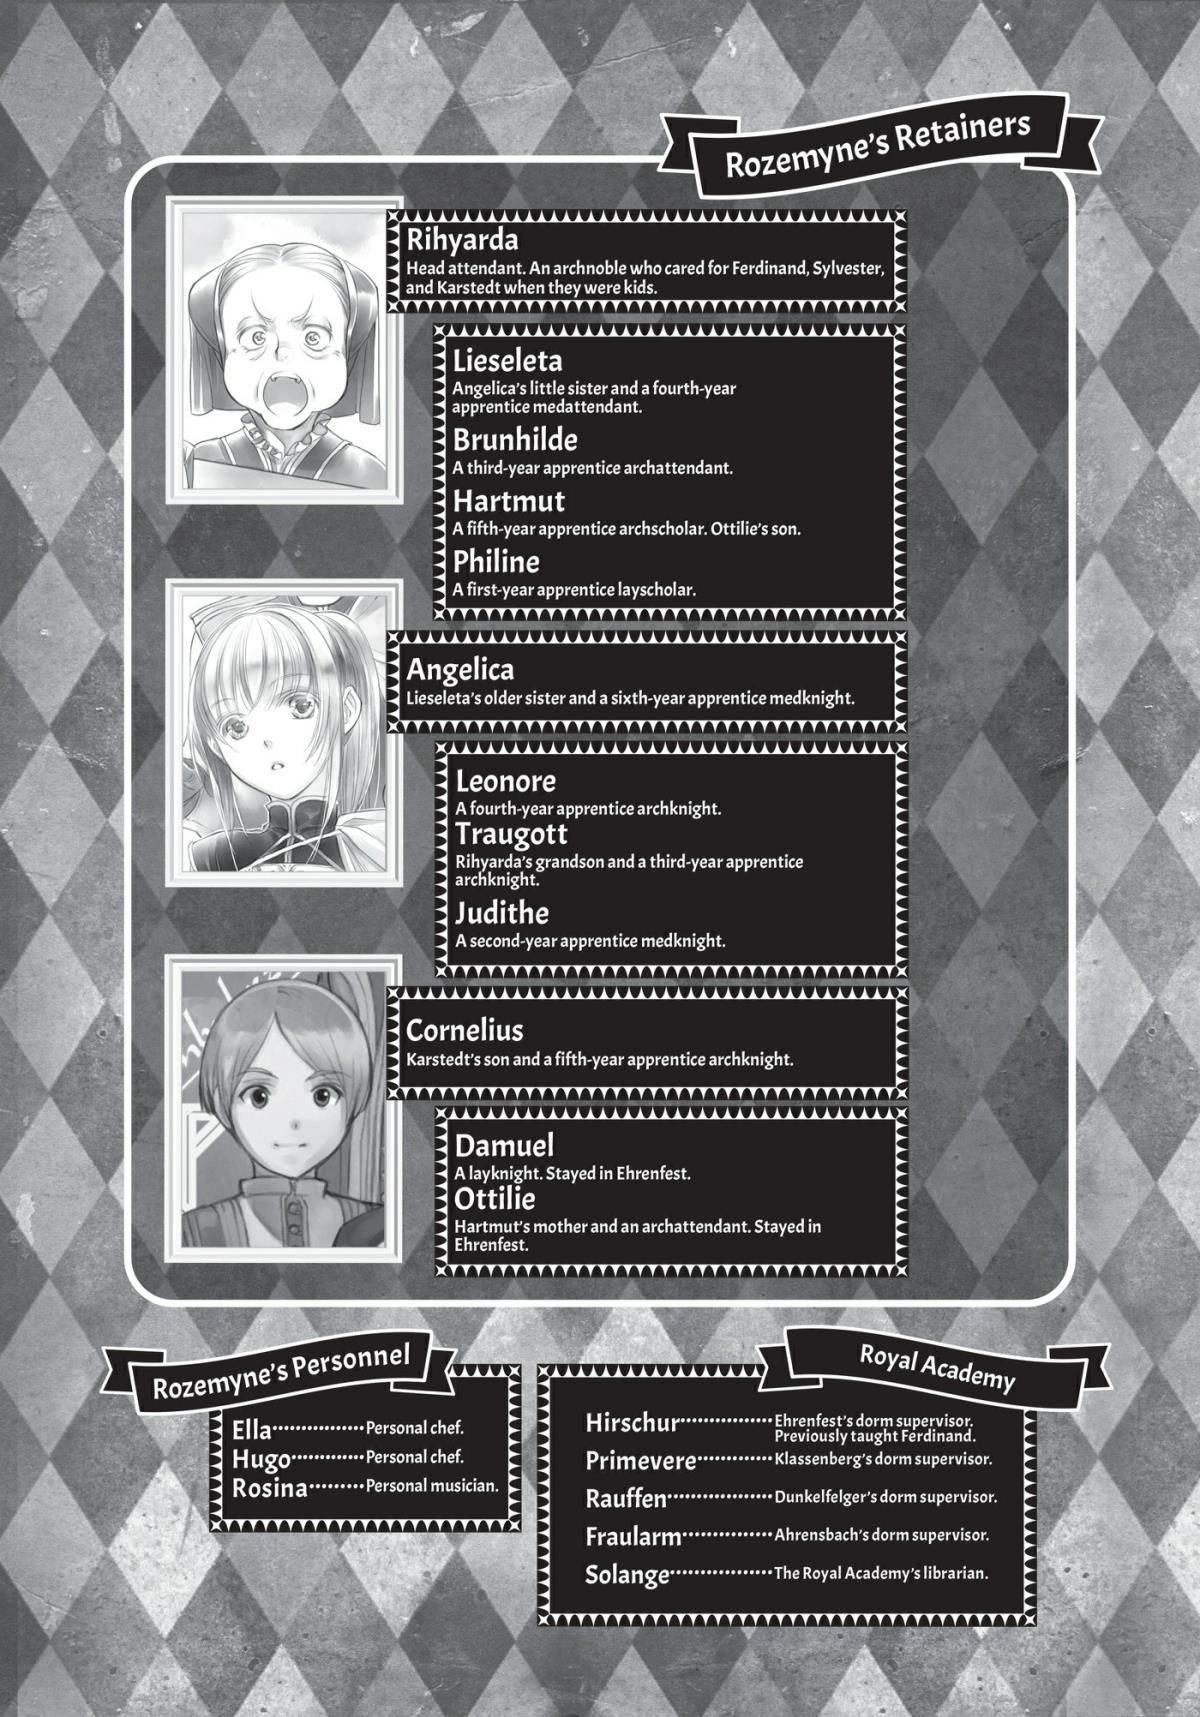 Rozemyne's Retainers
Rihyarda
Head attendant. An archnoble who cared for Ferdinand, Sylvester,
and Karstedt when they were kids.
Lieseleta
Angelica's little sister and a fourth-year
apprentice medattendant.
Brunhilde
A third-year apprentice archattendant.
Hartmut
A fifth-year apprentice archscholar. Ottilie's son.
Philine
A first-year apprentice layscholar.
Angelica
Lieseleta's older sister and a sixth-year apprentice medknight.
Leonore
A fourth-year apprentice archknight.
Traugott
Rihyarda's grandson and a third-year apprentice
archknight.
Judithe
A second-year apprentice medknight.
Cornelius
Karstedt's son and a fifth-year apprentice archknight.
Damuel
A layknight. Stayed in Ehrenfest.
Ottilie
Hartmut's mother and an archattendant. Stayed in
Ehrenfest.
Rozemyne's Personnel
Ella Personal chef.
Hugo Personal chef.
Rosina Personal musician.
Royal Academy
Hirschur Ehrenfest's dorm supervisor.
Previously taught Ferdinand.
Primevere Klassenberg's dorm supervisor.
Rauffen Dunkelfelger's dorm supervisor.
Fraularm Ahrensbach's dorm supervisor.
Solange The Royal Academy's librarian.